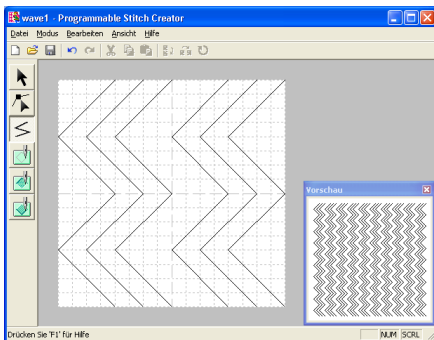 wave1 - Programmable Stitch Creator
Datei Modus Bearbeiten Ansicht Hilfe
Vorschau
Drücken Sie 'F1' für Hilfe
NUM SCRL